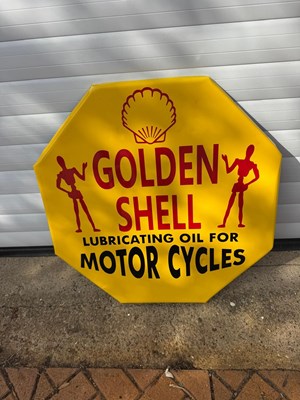 GOLDEN
SHELL
LUBRICATING OIL FOR
MOTOR CYCLES